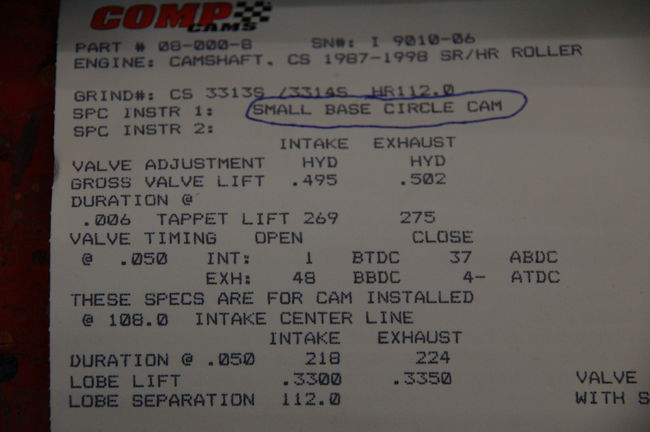 COMP
CAMS
PART # 08-000-8 SN#: I 9010-06
ENGINE: CAMSHAFT, CS 1987-1998 SR/HR ROLLER
GRIND#: CS 3313S /3314S HR112.0
SPC INSTR 1: SMALL BASE CIRCLE CAM
SPC INSTR 2:
INTAKE EXHAUST
VALVE ADJUSTMENT HYD HYD
GROSS VALVE LIFT .495 .502
DURATION @
.006 TAPPET LIFT 269 275
VALVE TIMING OPEN CLOSE
@ .050 INT: 1 BTDC 37 ABDC
EXH: 48 BBDC 4- ATDC
THESE SPECS ARE FOR CAM INSTALLED
@ 108.0 INTAKE CENTER LINE
INTAKE EXHAUST
DURATION @ .050 218 224
LOBE LIFT .3300 .3350 VALVE
LOBE SEPARATION 112.0 WITH S